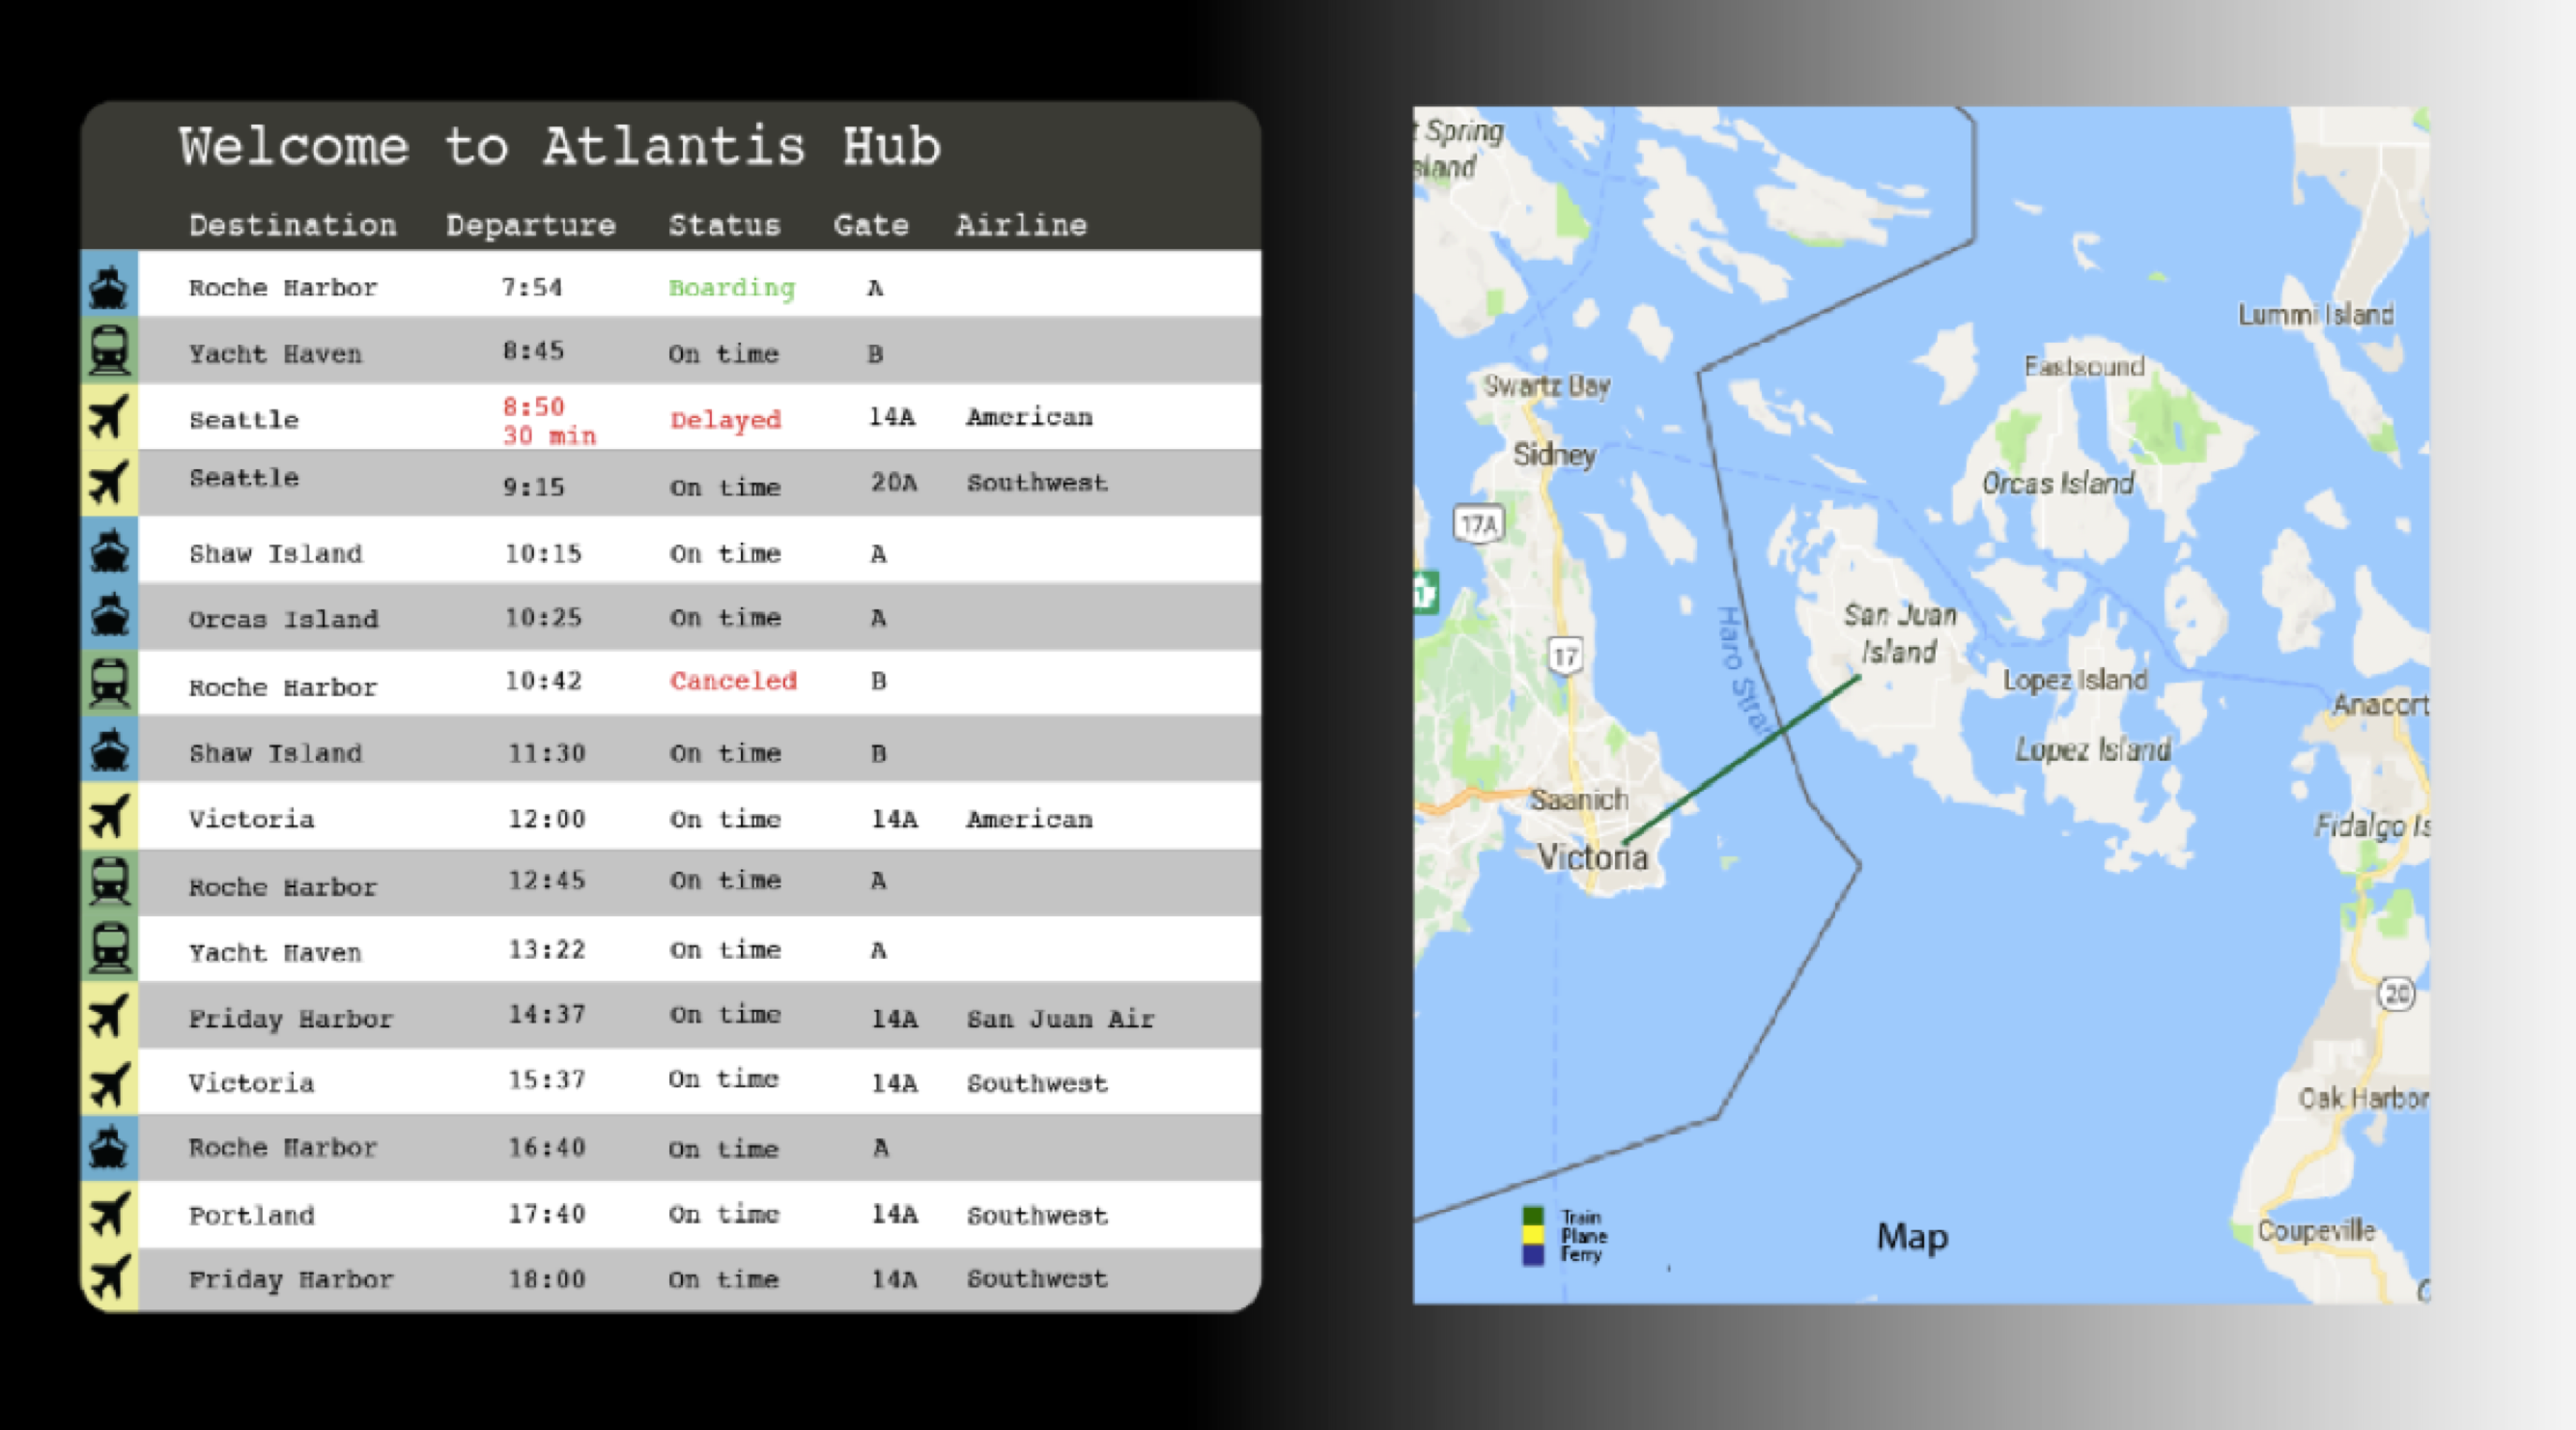 Welcome to Atlantis Hub
Destination Departure Status Gate Airline
Roche Harbor 7:54 Boarding A
Yacht Haven 8:45 On time B
Seattle 8:50 30 min Delayed 14A American
Seattle 9:15 On time 20A Southwest
Shaw Island 10:15 On time A
Orcas Island 10:25 On time A
Roche Harbor 10:42 Canceled B
Shaw Island 11:30 On time B
Victoria 12:00 On time 14A American
Roche Harbor 12:45 On time A
Yacht Haven 13:22 On time A
Friday Harbor 14:37 On time 14A San Juan Air
Victoria 15:37 On time 14A Southwest
Roche Harbor 16:40 On time A
Portland 17:40 On time 14A Southwest
Friday Harbor 18:00 On time 14A Southwest
t Spring
sland
Lummi Island
Eastsound
Swartz Bay
Sidney
Orcas Island
17A
1
San Juan
Island
17
Haro Strait
Lopez Island
Anacort
Lopez Island
Saanich
Fidalgo Is
Victoria
20
Oak Harbor
Train
Plane
Ferry
Map
Coupeville